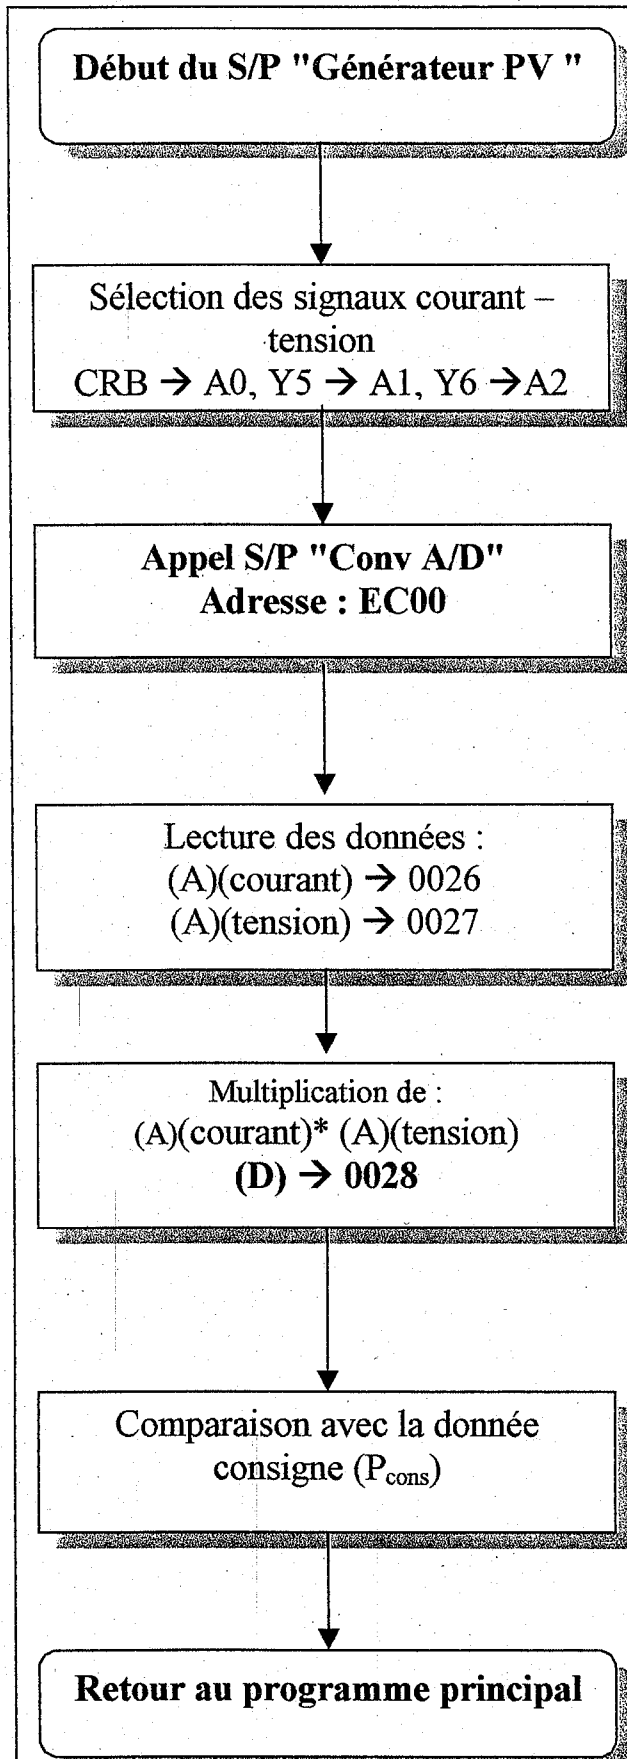 Début du S/P "Générateur PV "
Sélection des signaux courant –
tension
CRB → A0, Y5 → A1, Y6 →A2
Appel S/P "Conv A/D"
Adresse : EC00
Lecture des données :
(A)(courant) → 0026
(A)(tension) → 0027
Multiplication de :
(A)(courant)* (A)(tension)
(D) → 0028
Comparaison avec la donnée
consigne (Pcons)
Retour au programme principal